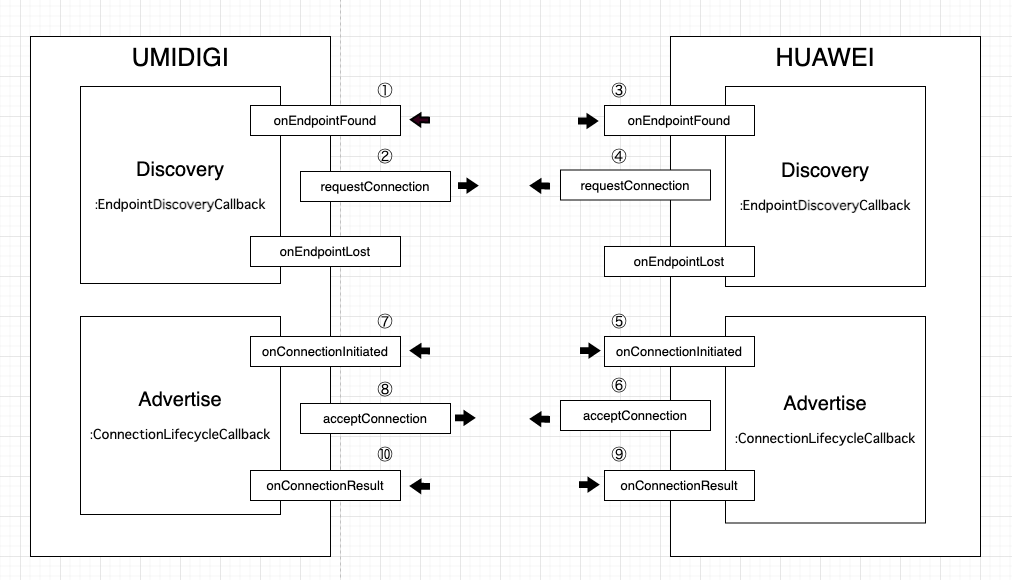 UMIDIGI
①
onEndpointFound
②
requestConnection
Discovery
:EndpointDiscoveryCallback
onEndpointLost
⑦
onConnectionInitiated
⑧
acceptConnection
Advertise
:ConnectionLifecycleCallback
⑩
onConnectionResult
HUAWEI
③
onEndpointFound
④
requestConnection
Discovery
:EndpointDiscoveryCallback
onEndpointLost
⑤
onConnectionInitiated
⑥
acceptConnection
Advertise
:ConnectionLifecycleCallback
⑨
onConnectionResult